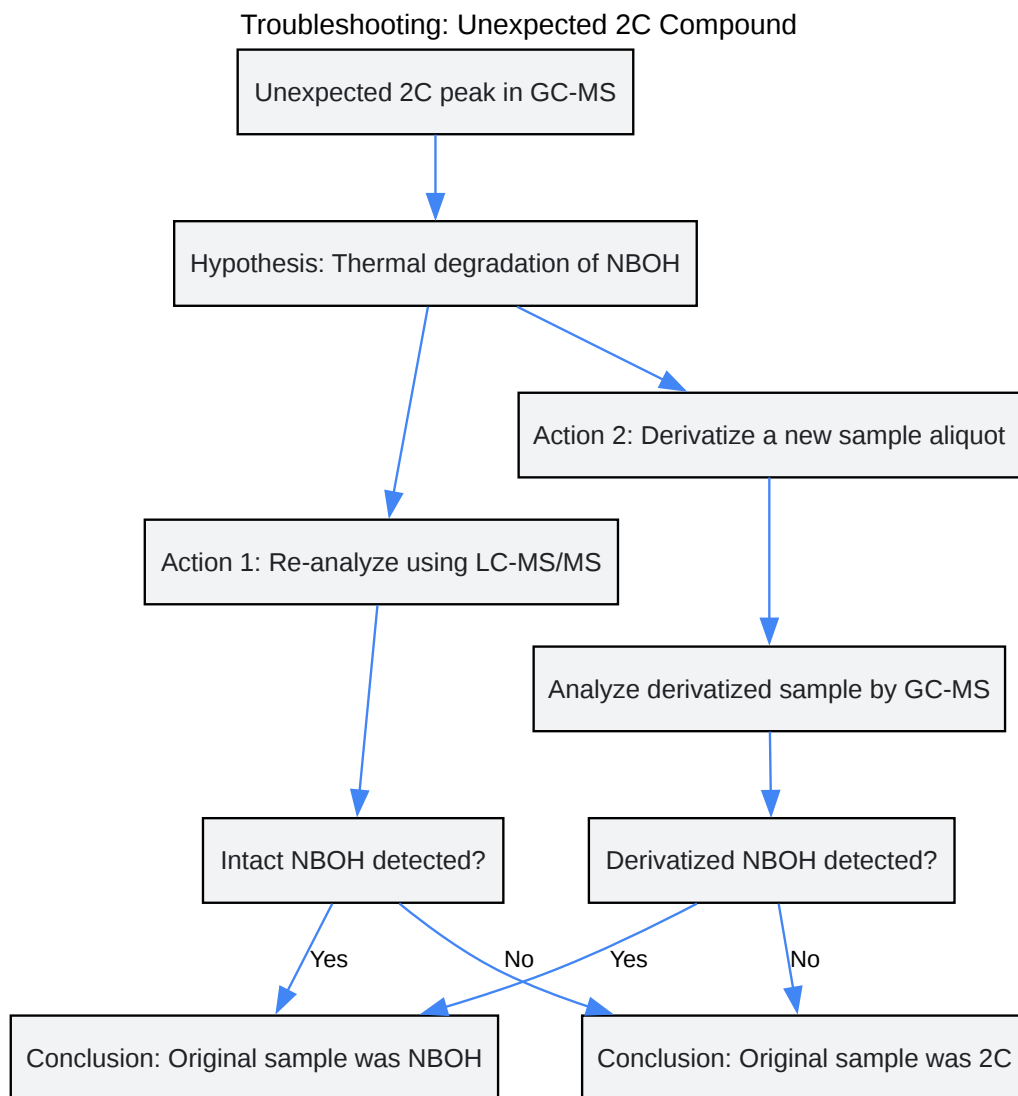 Troubleshooting: Unexpected 2C Compound
Unexpected 2C peak in GC-MS
Hypothesis: Thermal degradation of NBOH
Action 2: Derivatize a new sample aliquot
Action 1: Re-analyze using LC-MS/MS
Analyze derivatized sample by GC-MS
Intact NBOH detected?
Derivatized NBOH detected?
Yes
No
Yes
No
Conclusion: Original sample was NBOH
Conclusion: Original sample was 2C